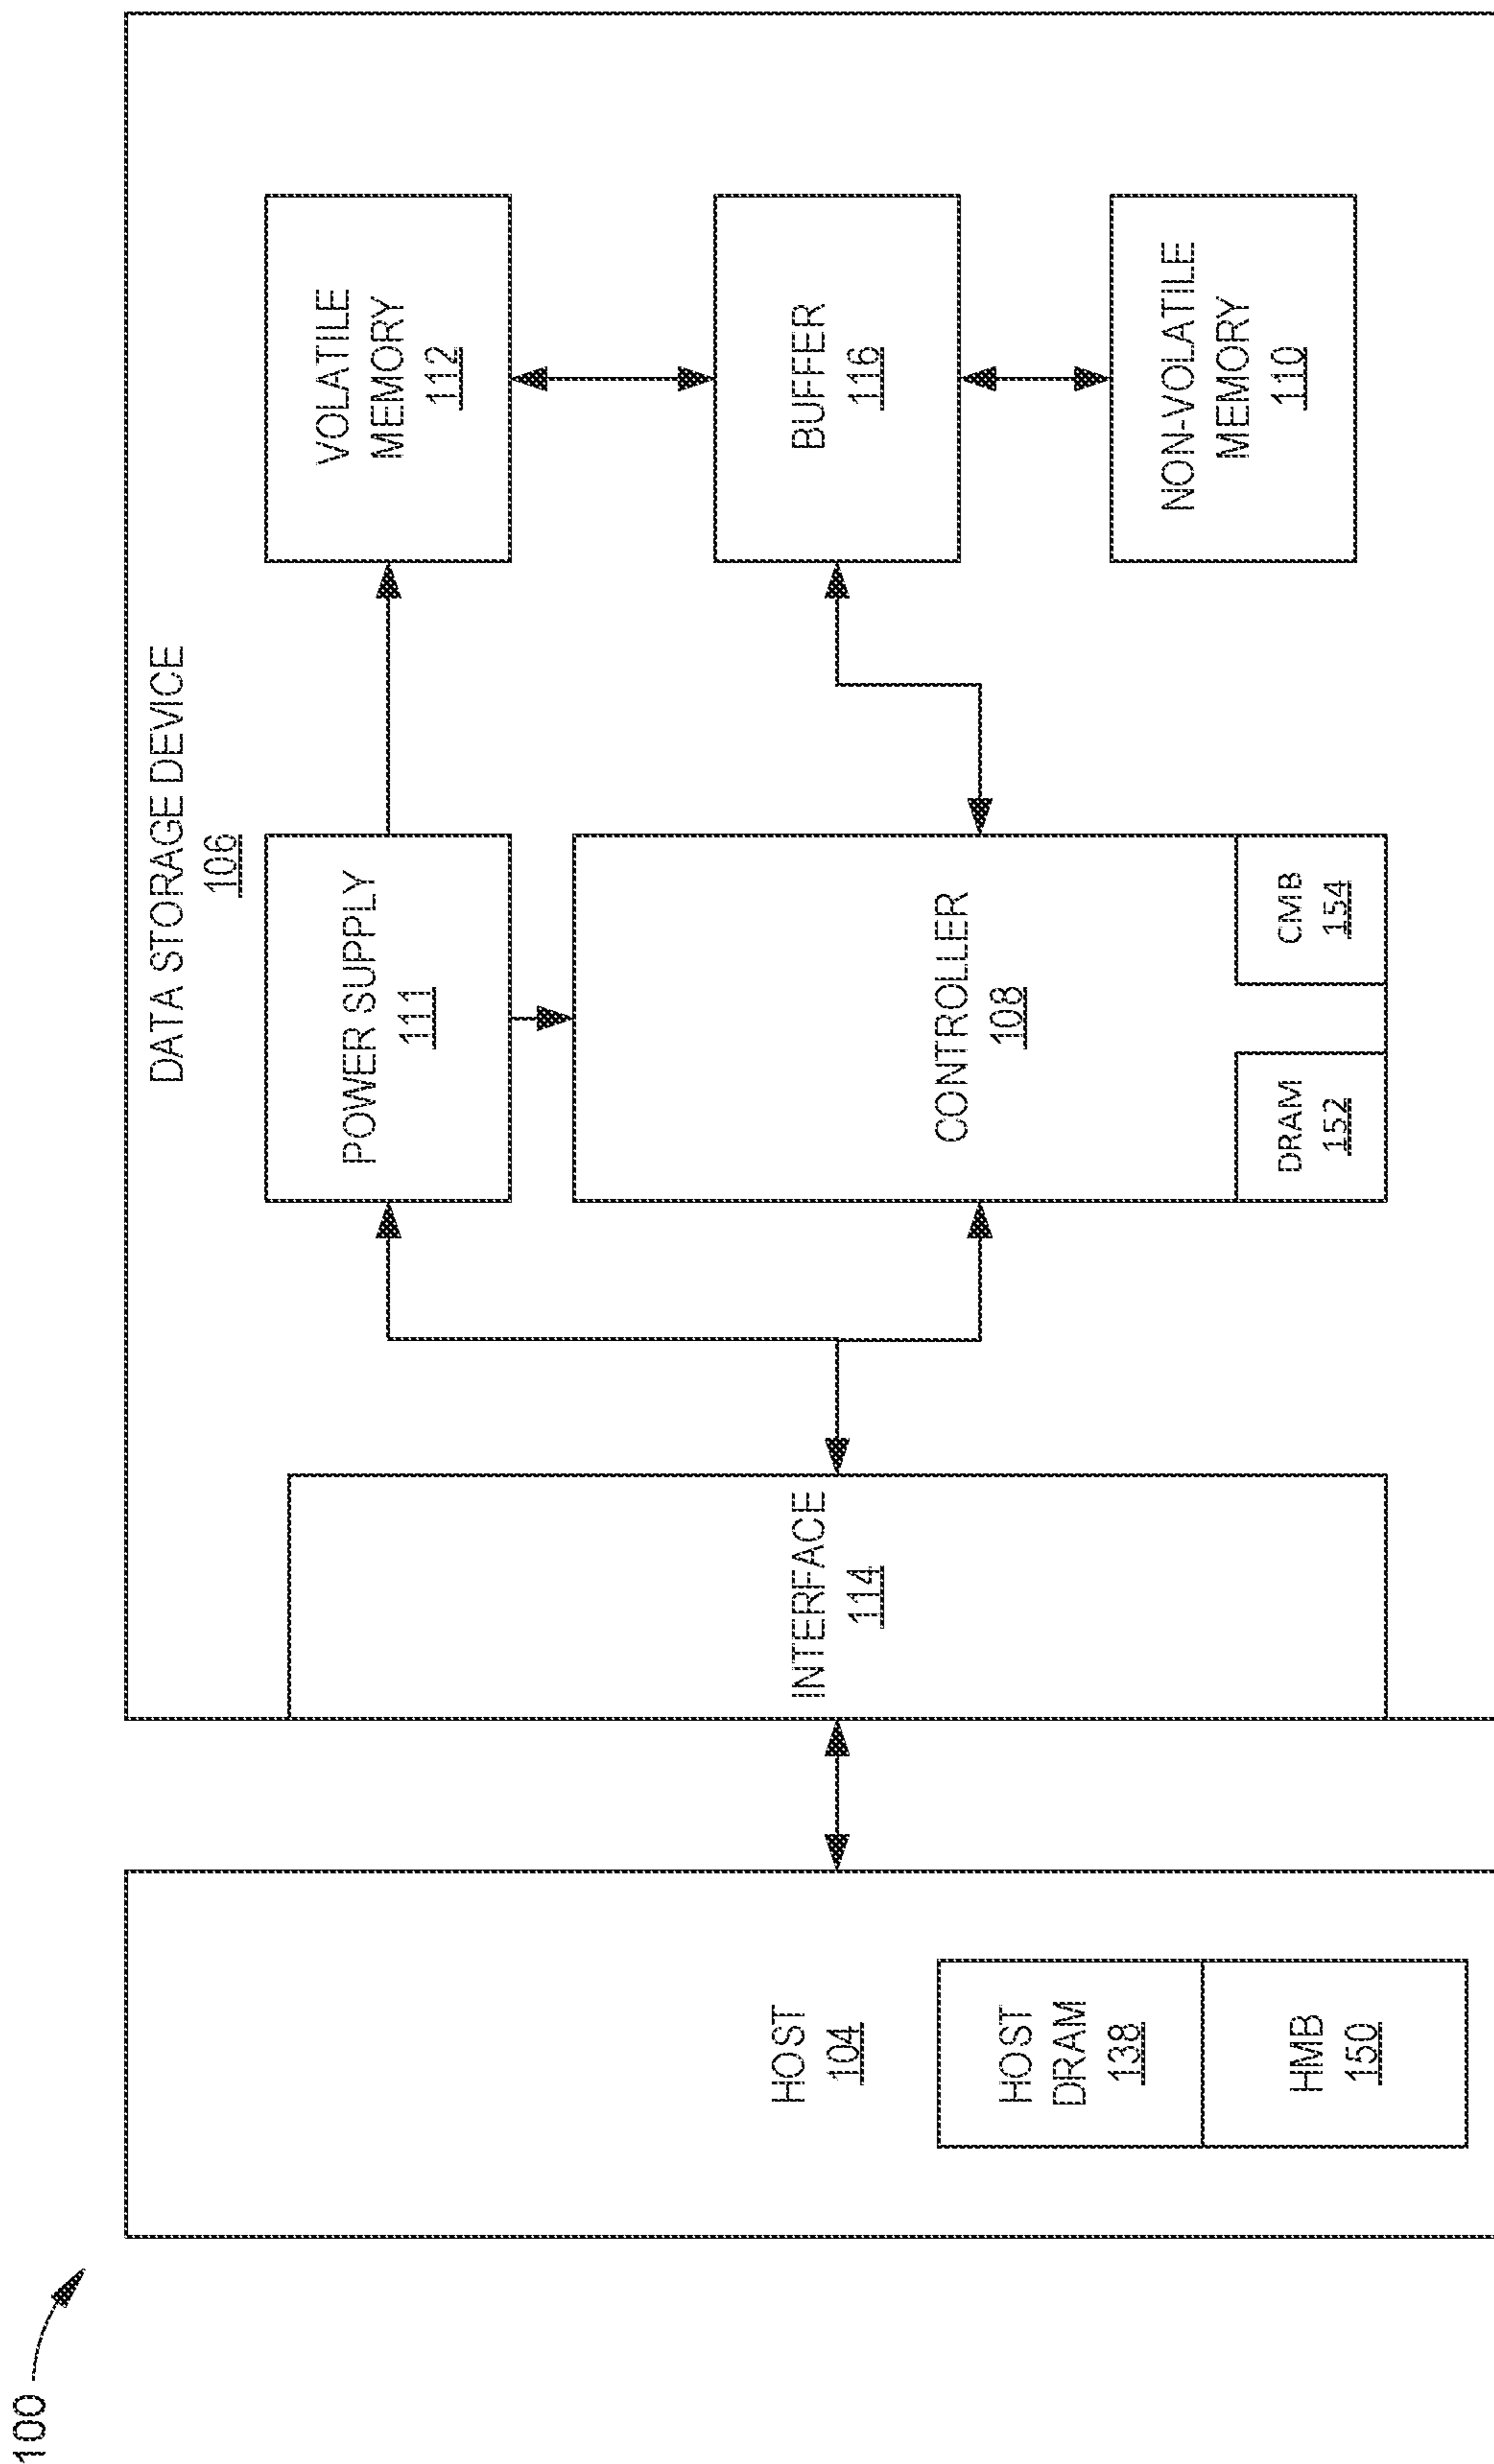 100
HOST
104
HOST
DRAM
138
HMB
150
DATA STORAGE DEVICE
106
INTERFACE
114
POWER SUPPLY
111
CONTROLLER
108
DRAM
152
CMB
154
VOLATILE
MEMORY
112
BUFFER
116
NON-VOLATILE
MEMORY
110